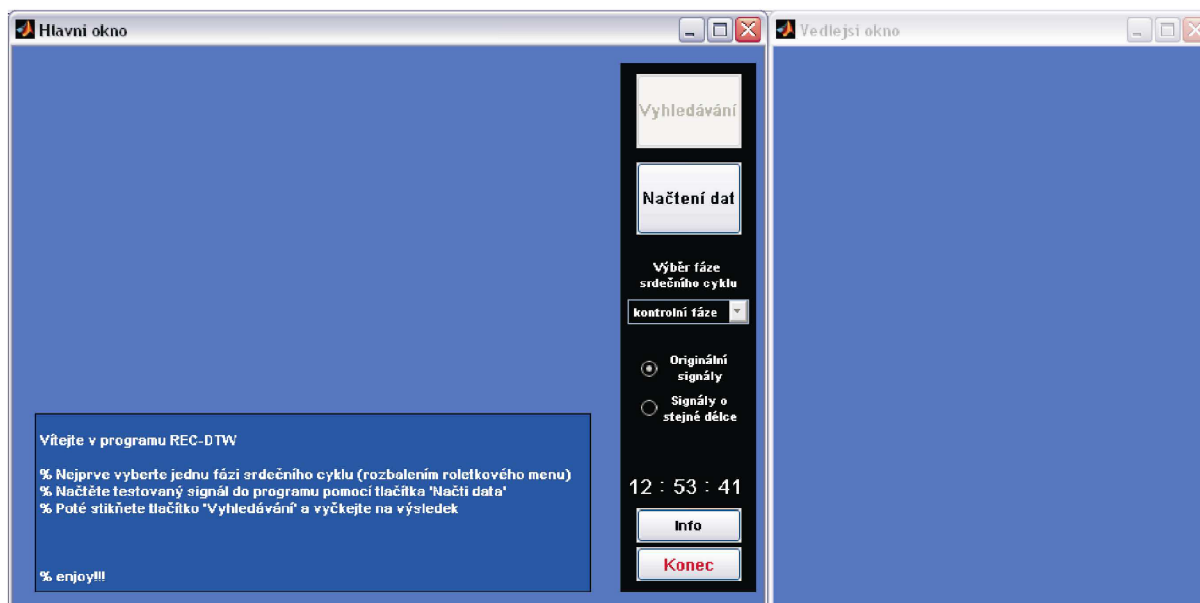 Hlavni okno
Vedlejsi okno
Vyhledávání
Načtení dat
Výběr fáze
srdečního cyklu
kontrolní fáze
Originální
signály
Signály o
stejné délce
12 : 53 : 41
Info
Konec
Vítejte v programu REC-DTW
% Nejprve vyberte jednu fázi srdečního cyklu (rozbalením roletkového menu)
% Načtěte testovaný signál do programu pomocí tlačítka 'Načti data'
% Poté stikňete tlačítko 'Vyhledávání' a vyčkejte na výsledek
% enjoy!!!